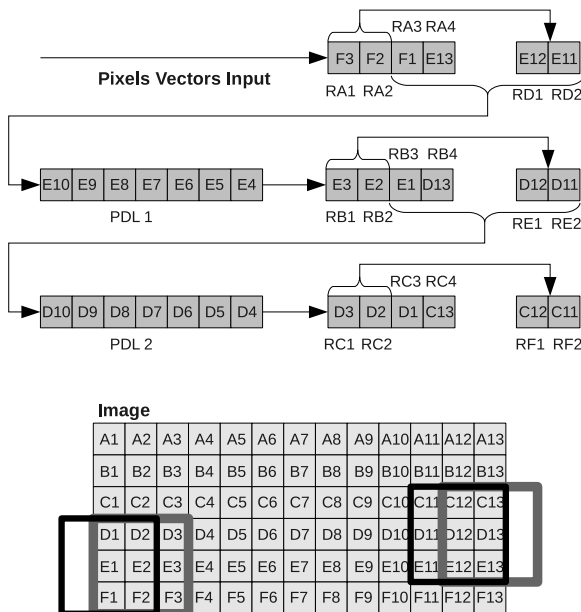 RA3 RA4
F3 F2 F1 E13 E12 E11
Pixels Vectors Input
RA1 RA2 RD1 RD2
RB3 RB4
E10 E9 E8 E7 E6 E5 E4 E3 E2 E1 D13 D12 D11
PDL 1 RB1 RB2 RE1 RE2
RC3 RC4
D10 D9 D8 D7 D6 D5 D4 D3 D2 D1 C13 C12 C11
PDL 2 RC1 RC2 RF1 RF2
Image
A1 A2 A3 A4 A5 A6 A7 A8 A9 A10 A11 A12 A13
B1 B2 B3 B4 B5 B6 B7 B8 B9 B10 B11 B12 B13
C1 C2 C3 C4 C5 C6 C7 C8 C9 C10 C11 C12 C13
D1 D2 D3 D4 D5 D6 D7 D8 D9 D10 D11 D12 D13
E1 E2 E3 E4 E5 E6 E7 E8 E9 E10 E11 E12 E13
F1 F2 F3 F4 F5 F6 F7 F8 F9 F10 F11 F12 F13